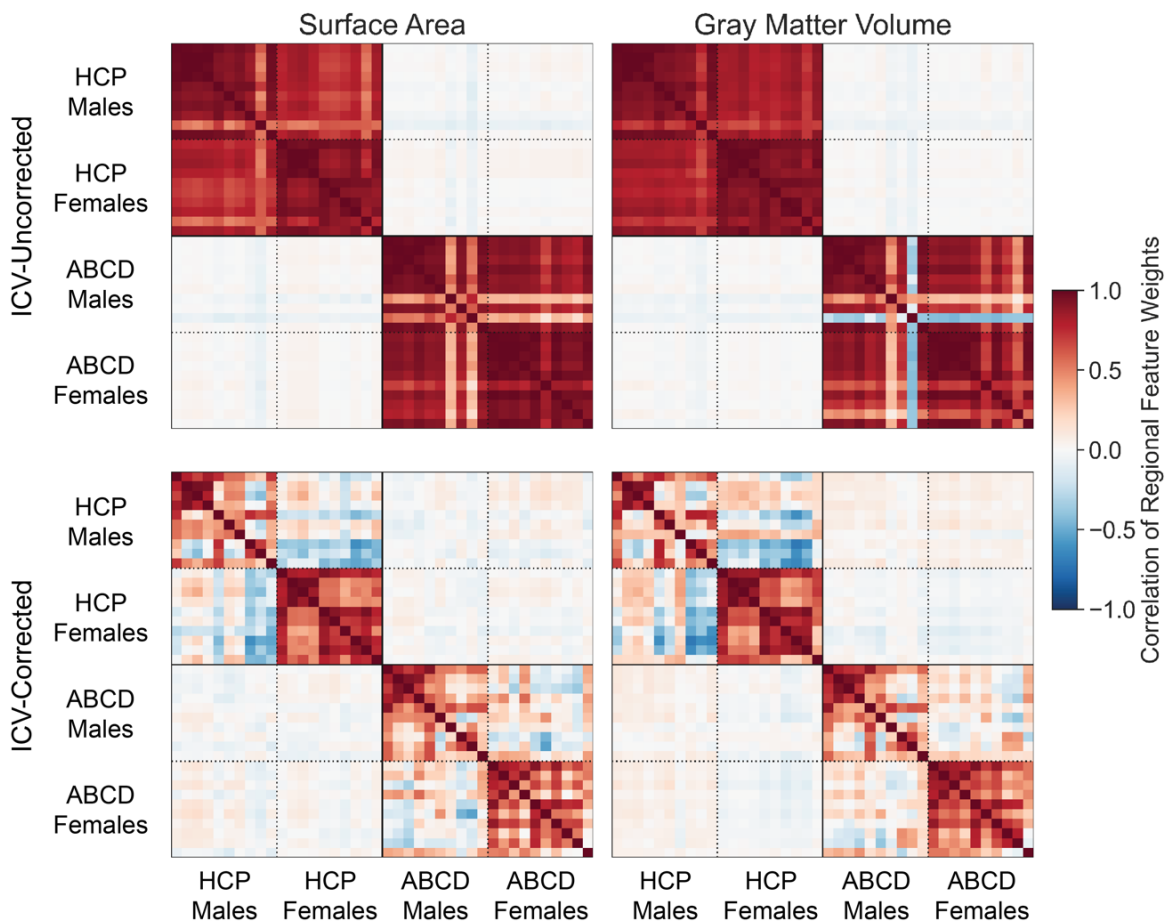 Surface Area
Gray Matter Volume
ICV-Uncorrected
HCP
Males
HCP
Females
ABCD
Males
ABCD
Females
ICV-Corrected
HCP
Males
HCP
Females
ABCD
Males
ABCD
Females
HCP
Males
HCP
Females
ABCD
Males
ABCD
Females
HCP
Males
HCP
Females
ABCD
Males
ABCD
Females
1.0
0.5
0.0
−0.5
−1.0
Correlation of Regional Feature Weights